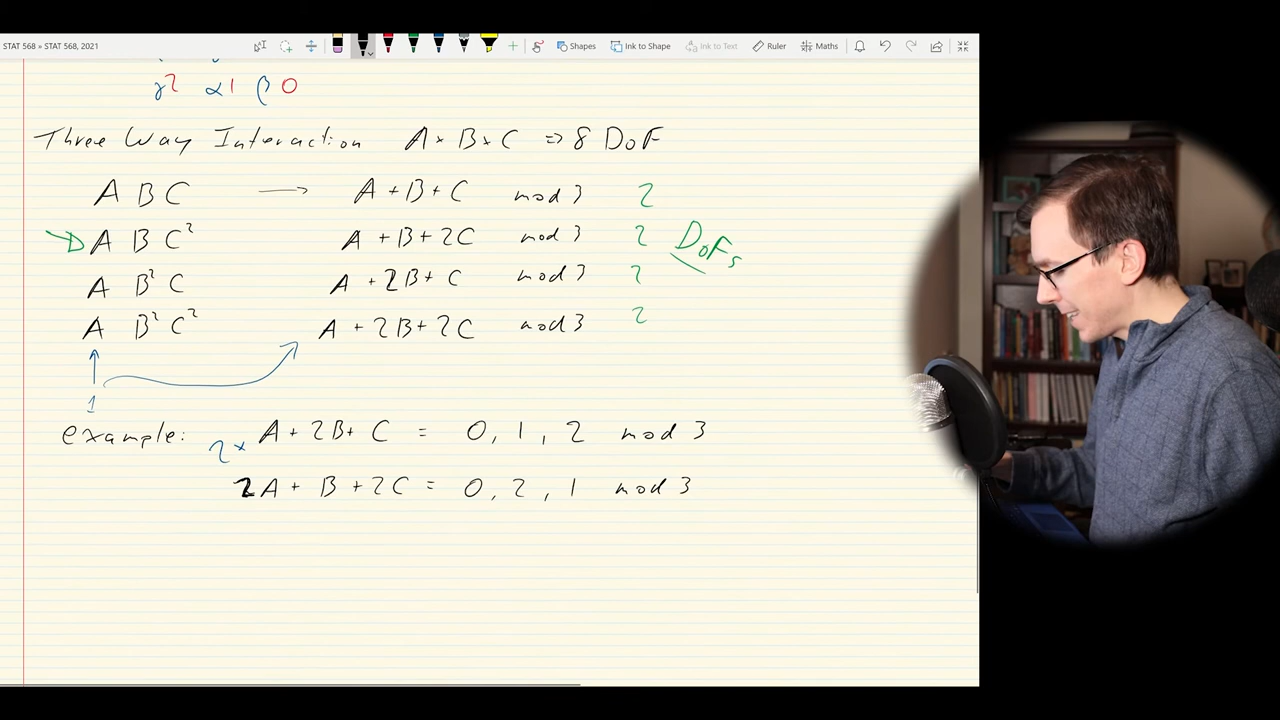 STAT 568 » STAT 568, 2021
Shapes Ink to Shape Ink to Text Ruler Maths
γ2 α1 β0
Three Way Interaction A×B×C ⇒ 8 DoF
A B C → A+B+C mod 3 2
A B C² A+B+2C mod 3 2 DoFs
A B² C A+2B+C mod 3 2
A B² C² A+2B+2C mod 3 2
1
example: 2× A+2B+C = 0, 1, 2 mod 3
2A+B+2C = 0, 2, 1 mod 3